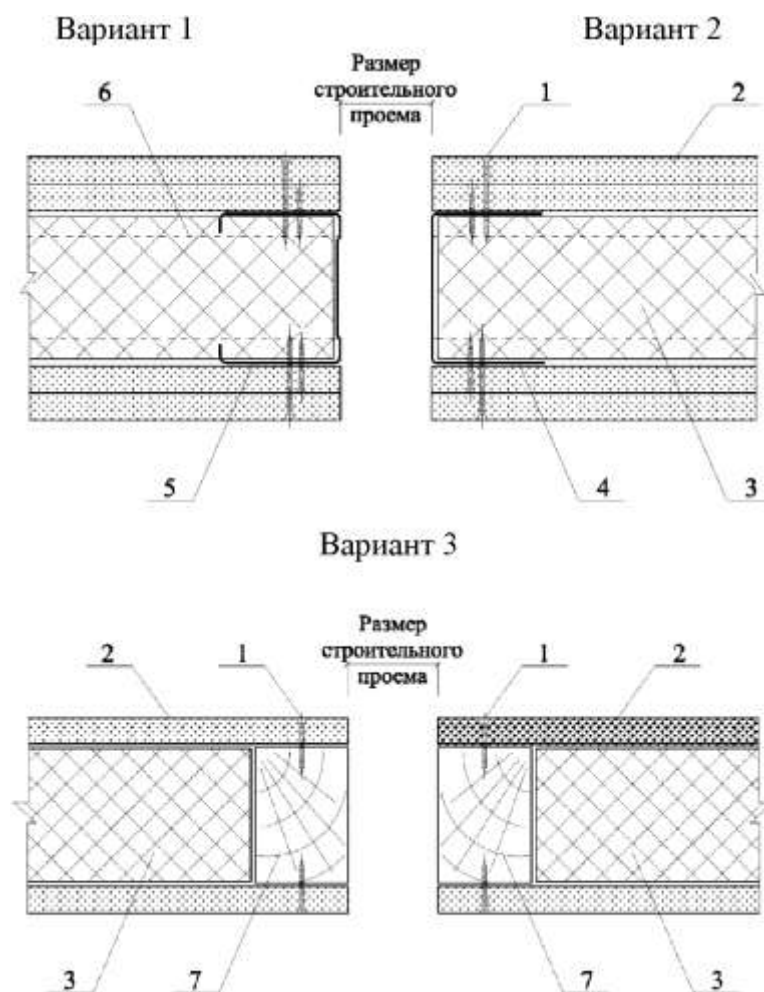 Вариант 1
Вариант 2
Размер
строительного
проема
6
1
2
5
4
3
Вариант 3
Размер
строительного
проема
2
1
1
2
3
7
7
3